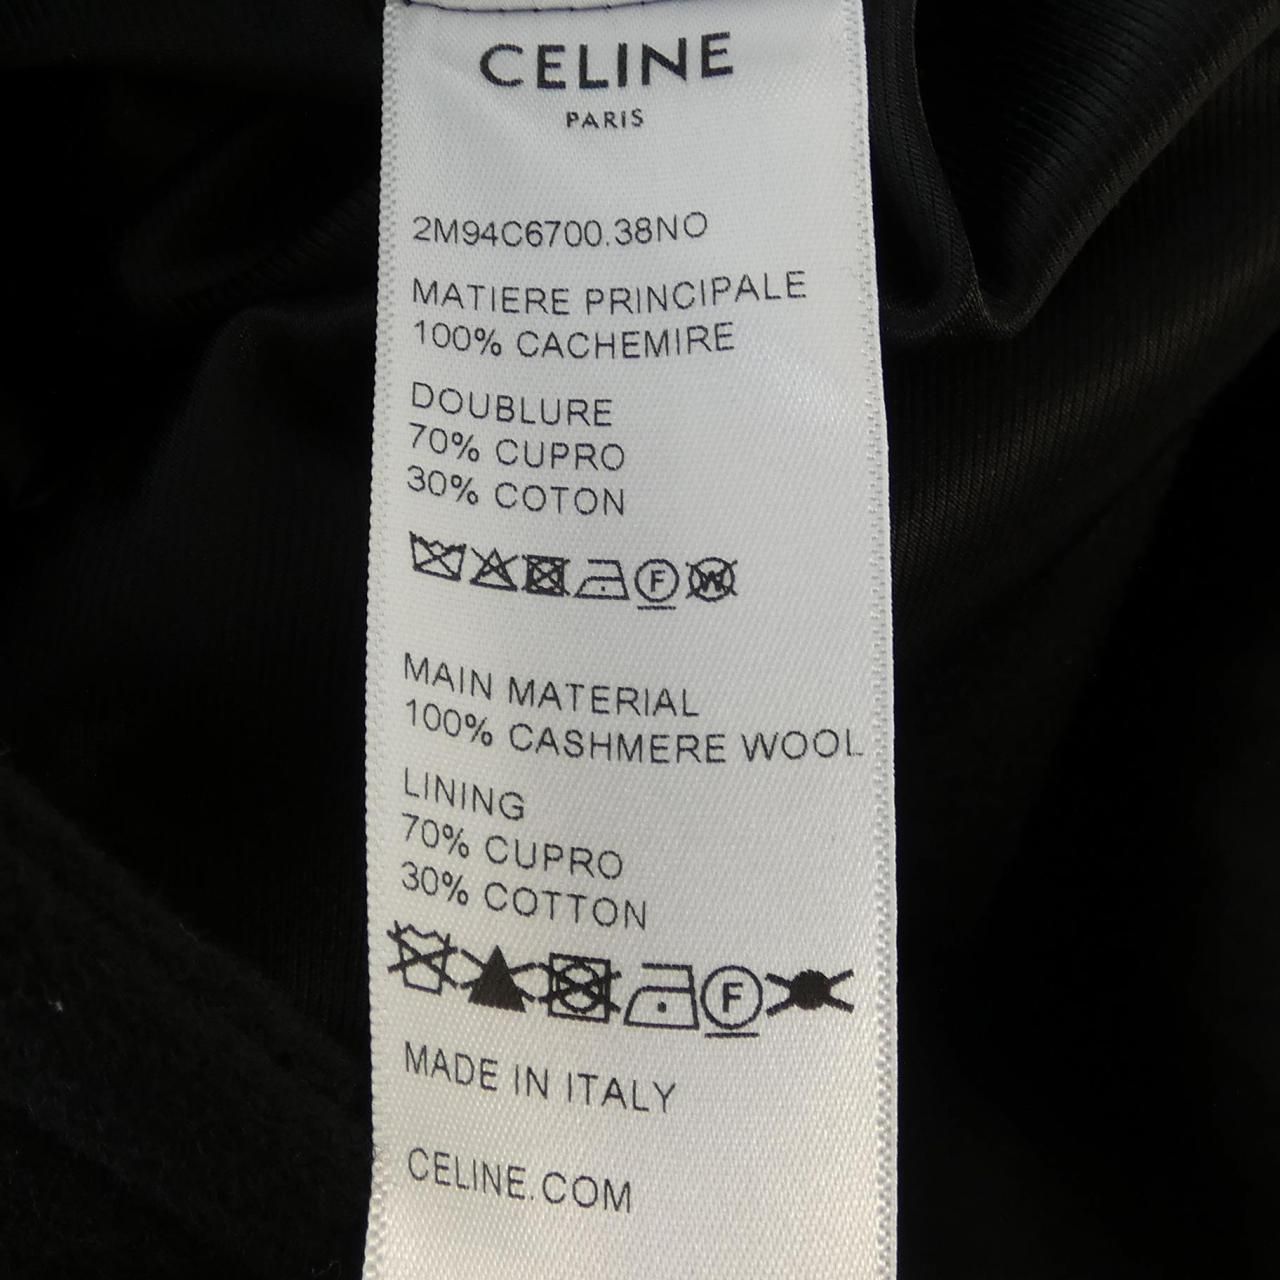 CELINE
PARIS
2M94C6700.38NO
MATIERE PRINCIPALE
100% CACHEMIRE
DOUBLURE
70% CUPRO
30% COTON
F W
MAIN MATERIAL
100% CASHMERE WOOL
LINING
70% CUPRO
30% COTTON
F
MADE IN ITALY
CELINE.COM